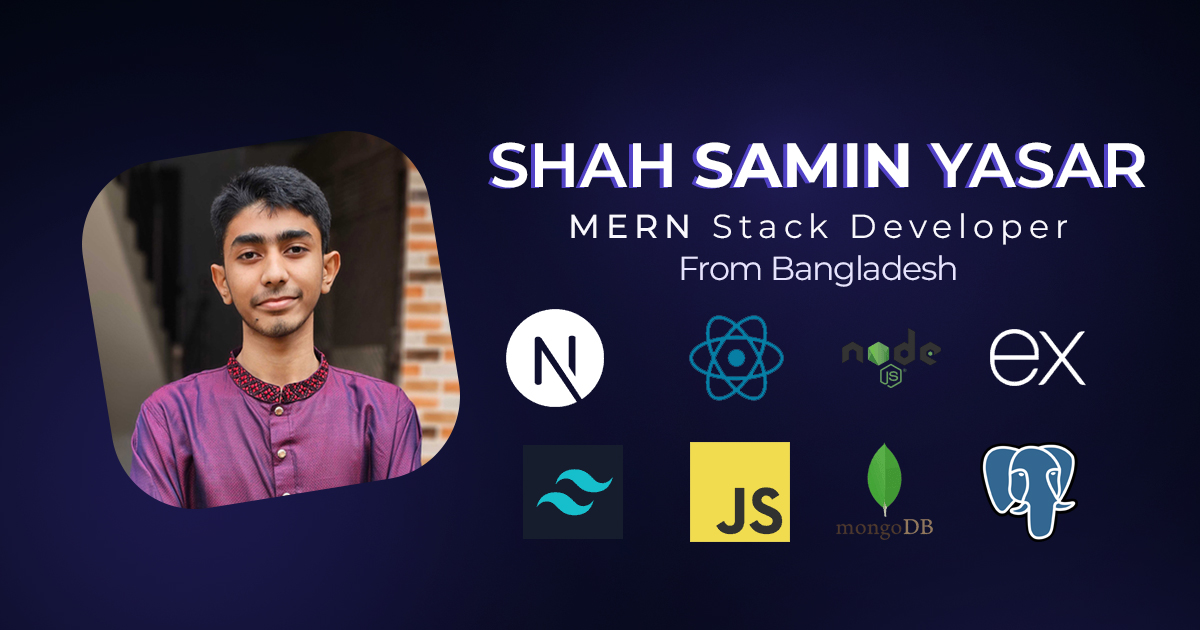 SHAH SAMIN YASAR
MERN Stack Developer
From Bangladesh
N
node
JS
ex
JS
mongoDB